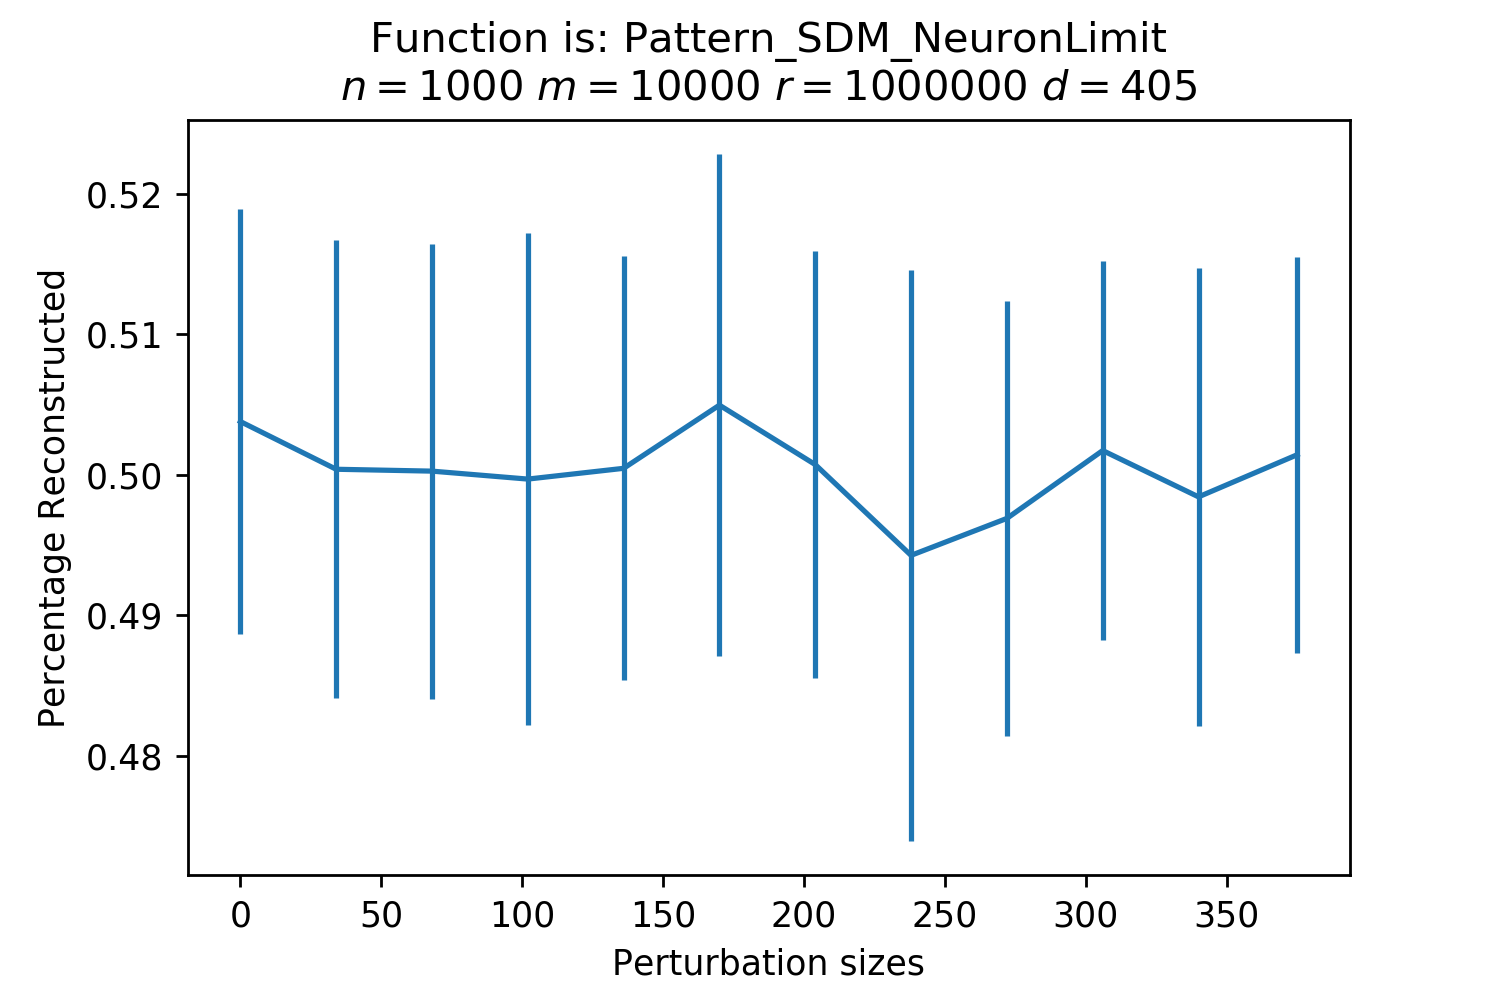 Function is: Pattern_SDM_NeuronLimit
n = 1000 m = 10000 r = 1000000 d = 405
Percentage Reconstructed
0.52
0.51
0.50
0.49
0.48
0 50 100 150 200 250 300 350
Perturbation sizes